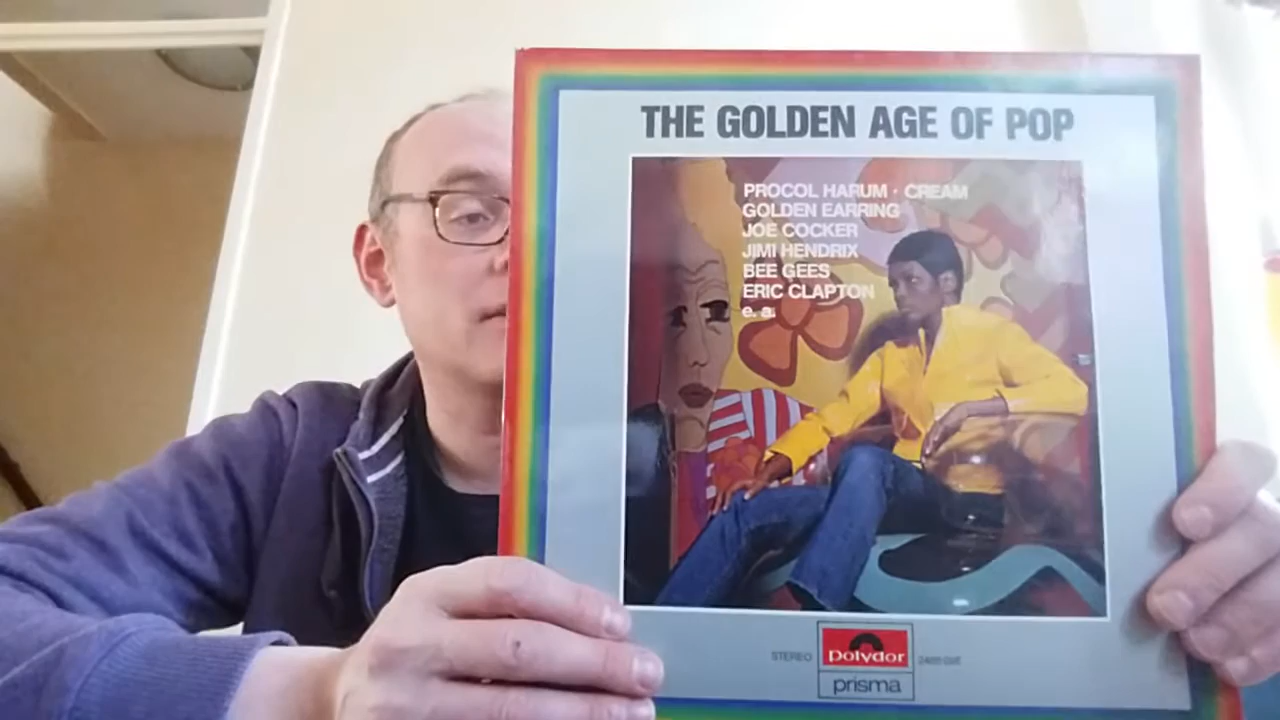 THE GOLDEN AGE OF POP
PROCOL HARUM · CREAM
GOLDEN EARRING
JOE COCKER
JIMI HENDRIX
BEE GEES
ERIC CLAPTON
e. a.
STEREO
polydor
prisma